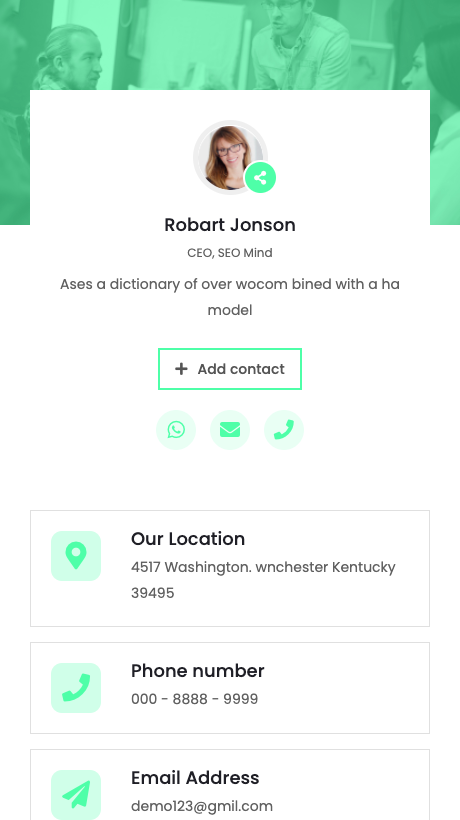 Robart Jonson
CEO, SEO Mind
Ases a dictionary of over wocom bined with a ha
model
Add contact
Our Location
4517 Washington. wnchester Kentucky
39495
Phone number
000 - 8888 - 9999
Email Address
demo123@gmil.com